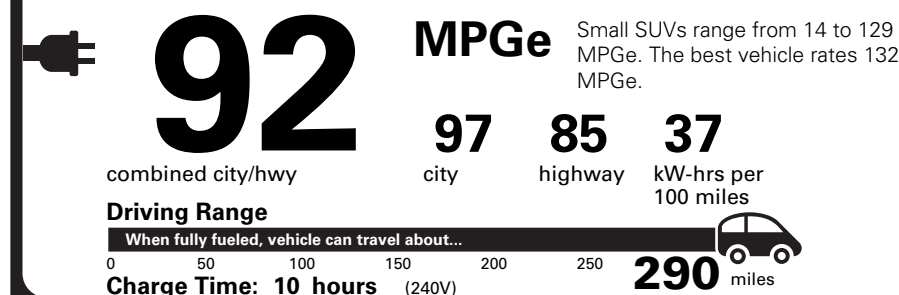 92
MPGe
Small SUVs range from 14 to 129
MPGe. The best vehicle rates 132
MPGe.
combined city/hwy
97
city
85
highway
37
kW-hrs per
100 miles
Driving Range
When fully fueled, vehicle can travel about...
0 50 100 150 200 250 290 miles
Charge Time: 10 hours (240V)